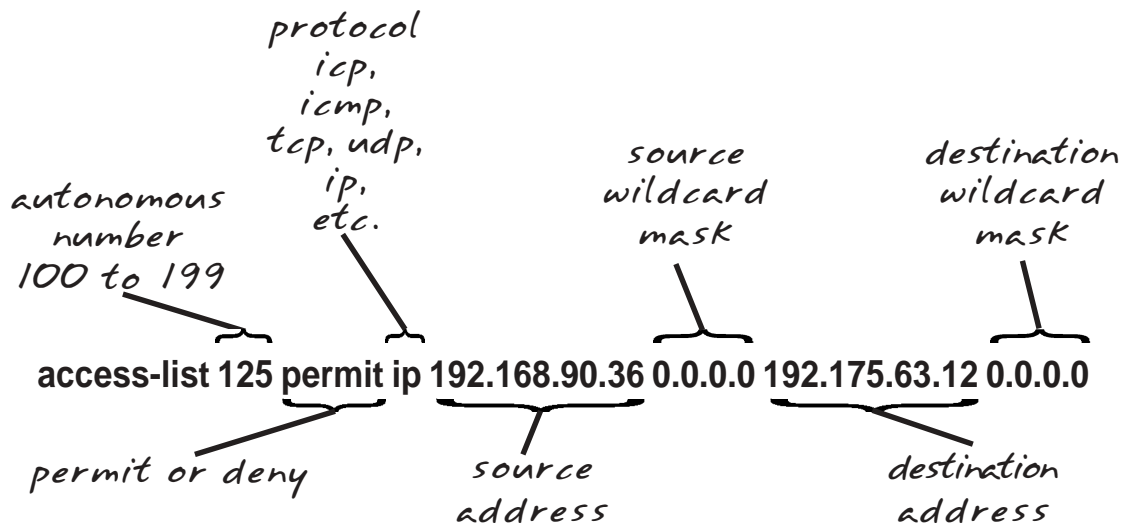 protocol
icp,
icmp,
tcp, udp,
ip,
etc.
autonomous
number
100 to 199
source
wildcard
mask
destination
wildcard
mask
access-list 125 permit ip 192.168.90.36 0.0.0.0 192.175.63.12 0.0.0.0
permit or deny
source
address
destination
address